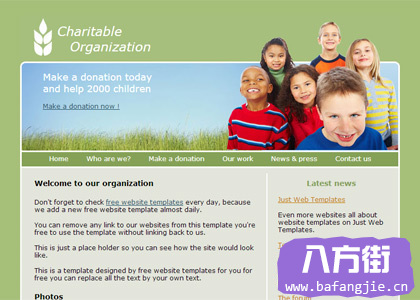 Charitable
Organization
Make a donation today
and help 2000 children
Make a donation now !
Home Who are we? Make a donation Our work News & press Contact us
Welcome to our organization
Don't forget to check free website templates every day, because
we add a new free website template almost daily.
You can remove any link to our websites from this template you're
free to use the template without linking back to us.
This is just a place holder so you can see how the site would look
like.
This is a template designed by free website templates for you for
free you can replace all the text by your own text.
Photos
Latest news
Just Web Templates
Even more websites all about
website templates on Just Web
Templates.
八方街
www.bafangjie.cn